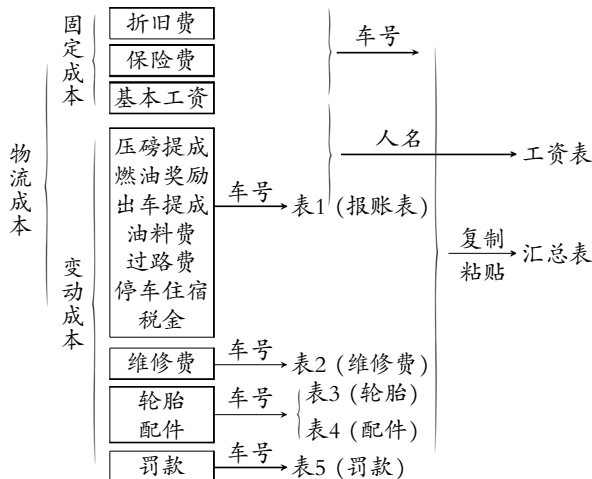 物流成本
固定成本
折旧费
保险费
基本工资
车号
变动成本
压磅提成
燃油奖励
出车提成
油料费
过路费
停车住宿
税金
车号
表1 (报账表)
人名
工资表
维修费
车号
表2 (维修费)
轮胎
配件
车号
表3 (轮胎)
表4 (配件)
罚款
车号
表5 (罚款)
复制
粘贴
汇总表